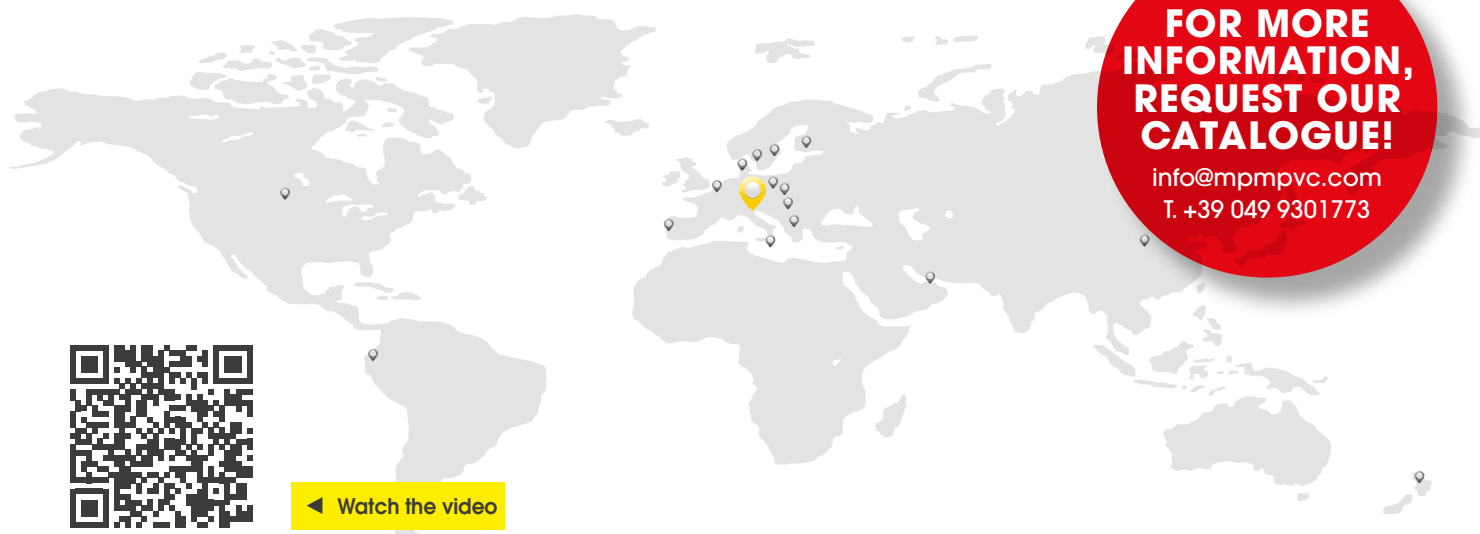 FOR MORE
INFORMATION,
REQUEST OUR
CATALOGUE!
info@mpmpvc.com
T. +39 049 9301773
◀ Watch the video